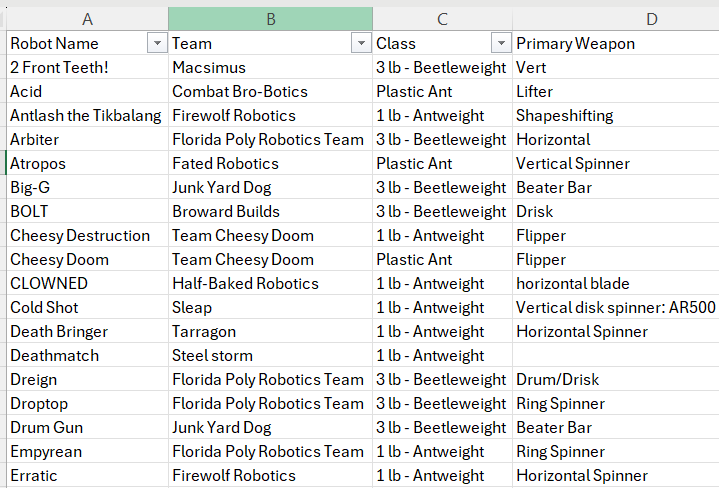 A B C D
Robot Name Team Class Primary Weapon
2 Front Teeth! Macsimus 3 lb - Beetleweight Vert
Acid Combat Bro-Botics Plastic Ant Lifter
Antlash the Tikbalang Firewolf Robotics 1 lb - Antweight Shapeshifting
Arbiter Florida Poly Robotics Team 3 lb - Beetleweight Horizontal
Atropos Fated Robotics Plastic Ant Vertical Spinner
Big-G Junk Yard Dog 3 lb - Beetleweight Beater Bar
BOLT Broward Builds 3 lb - Beetleweight Drisk
Cheesy Destruction Team Cheesy Doom 1 lb - Antweight Flipper
Cheesy Doom Team Cheesy Doom Plastic Ant Flipper
CLOWNED Half-Baked Robotics 1 lb - Antweight horizontal blade
Cold Shot Sleap 1 lb - Antweight Vertical disk spinner: AR500
Death Bringer Tarragon 1 lb - Antweight Horizontal Spinner
Deathmatch Steel storm 1 lb - Antweight
Dreign Florida Poly Robotics Team 3 lb - Beetleweight Drum/Drisk
Droptop Florida Poly Robotics Team 3 lb - Beetleweight Ring Spinner
Drum Gun Junk Yard Dog 3 lb - Beetleweight Beater Bar
Empyrean Florida Poly Robotics Team 1 lb - Antweight Ring Spinner
Erratic Firewolf Robotics 1 lb - Antweight Horizontal Spinner